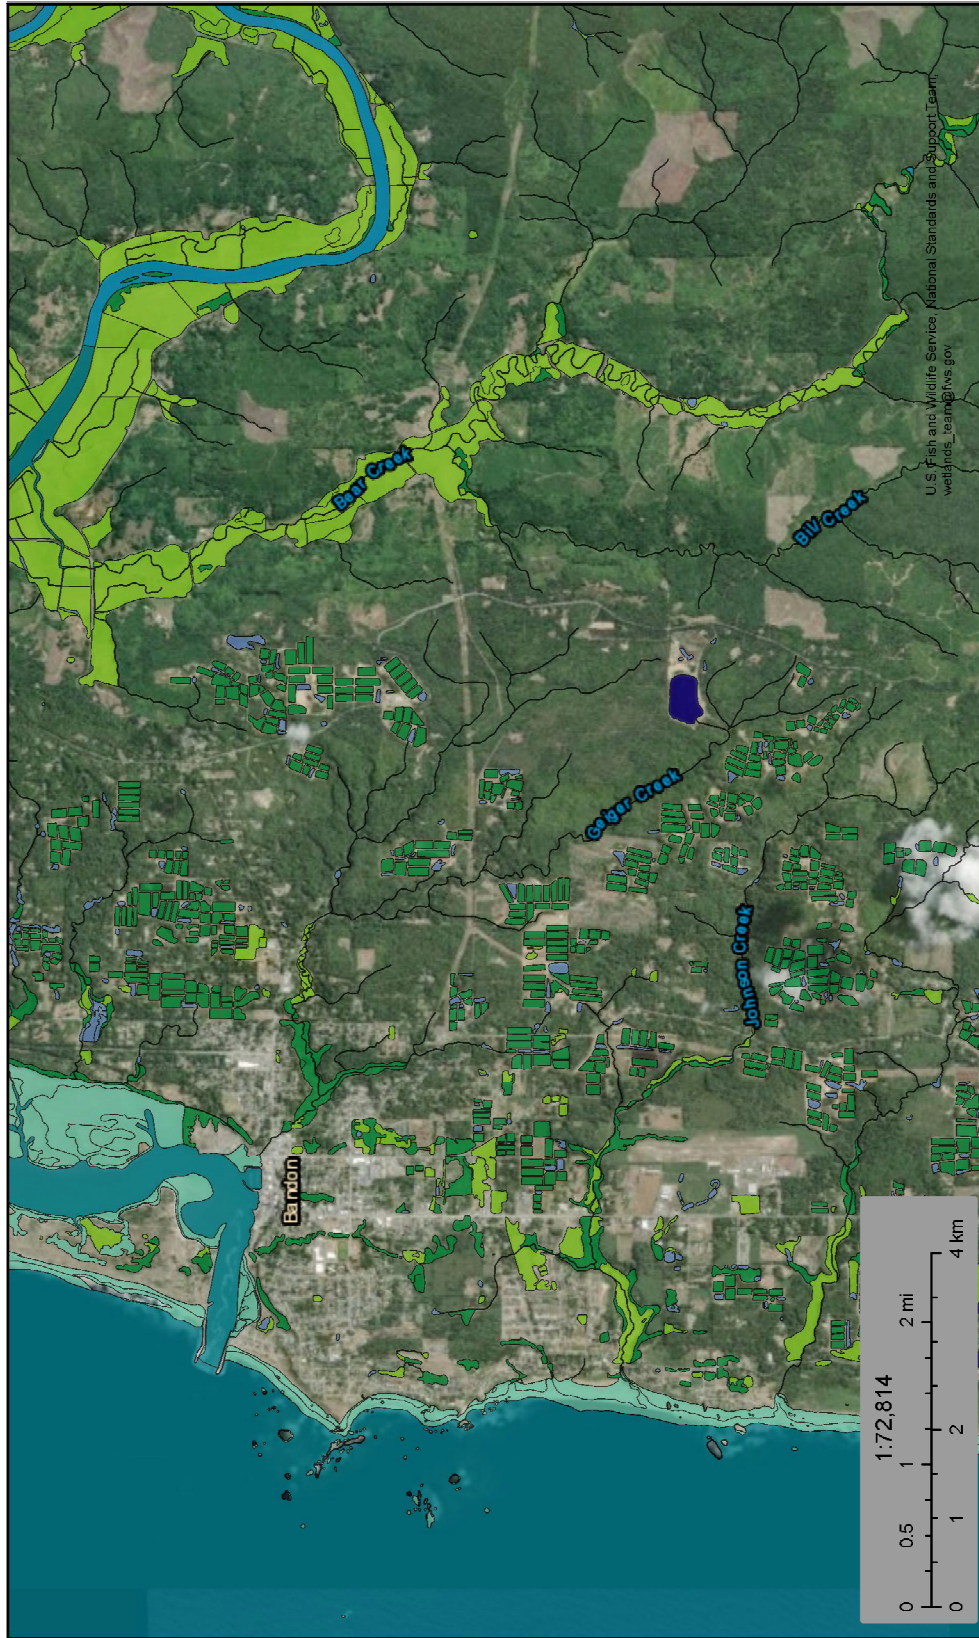 U.S. Fish and Wildlife Service, National Standards and Support Team,
wetlands_team@fws.gov
Bear Creek
Bill Creek
Geiger Creek
Johnson Creek
Bandon
1:72,814
0 0.5 1 2 mi
0 1 2 4 km